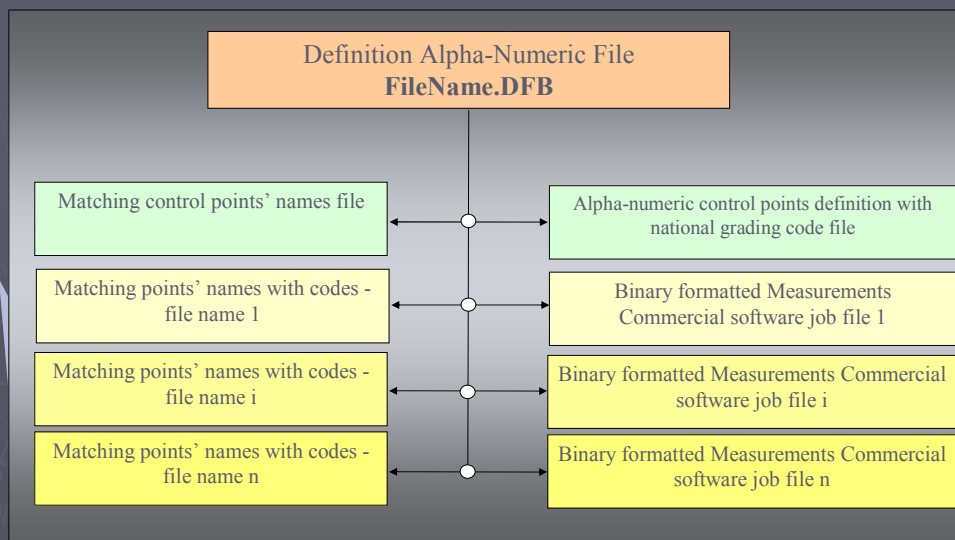 Definition Alpha-Numeric File
FileName.DFB
Matching control points’ names file
Alpha-numeric control points definition with
national grading code file
Matching points’ names with codes -
file name 1
Binary formatted Measurements
Commercial software job file 1
Matching points’ names with codes -
file name i
Binary formatted Measurements Commercial
software job file i
Matching points’ names with codes -
file name n
Binary formatted Measurements Commercial
software job file n